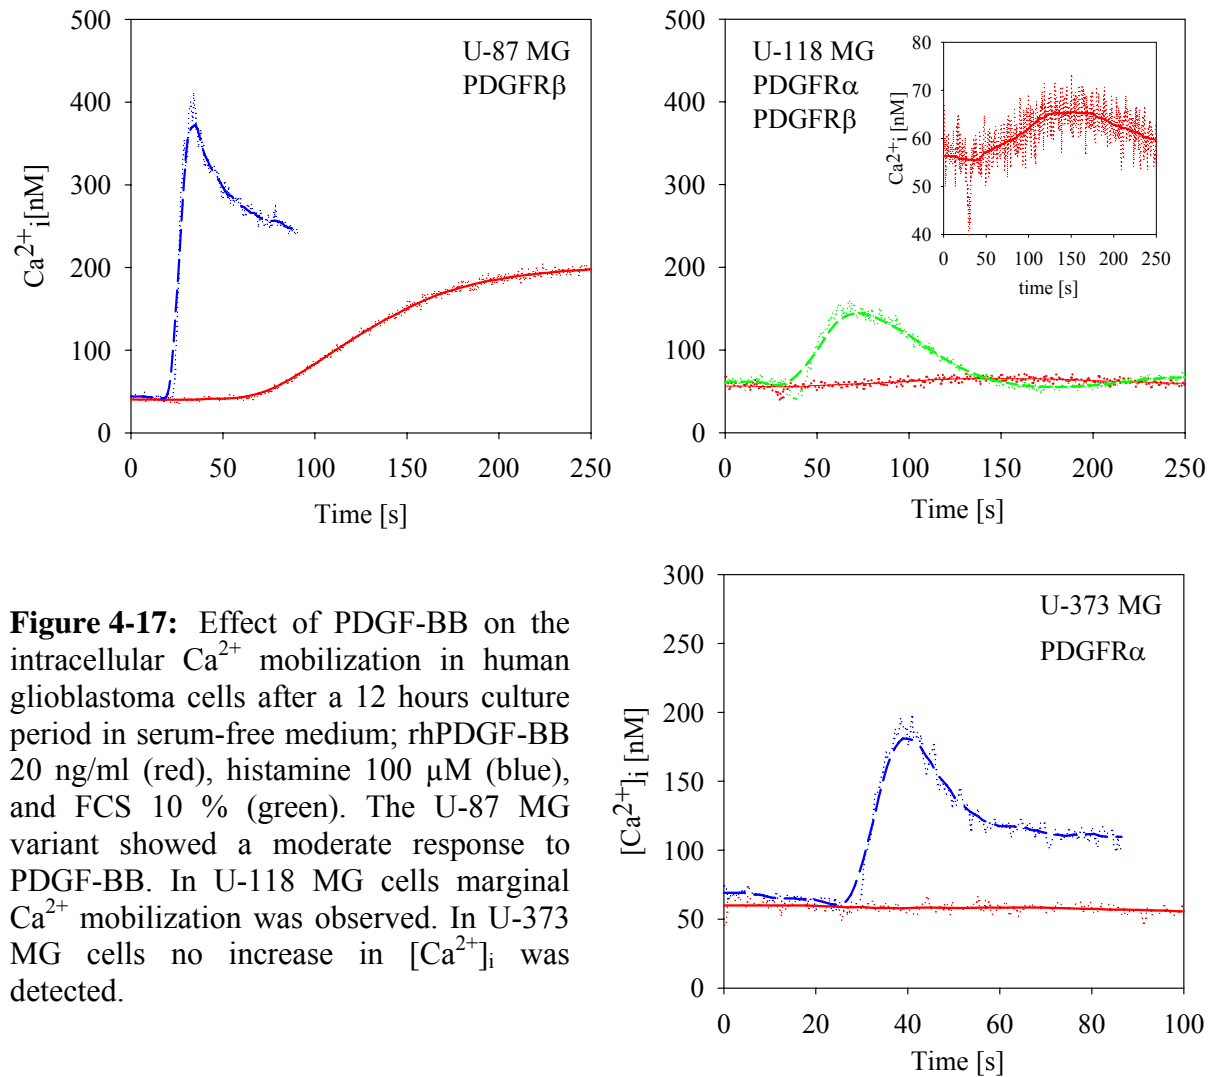 500
400
300
200
100
0
Ca²⁺i[nM]
U-87 MG
PDGFRβ
0 50 100 150 200 250
Time [s]
500
400
300
200
100
0
U-118 MG
PDGFRα
PDGFRβ
80
70
60
50
40
Ca²⁺i [nM]
0 50 100 150 200 250
time [s]
0 50 100 150 200 250
Time [s]
Figure 4-17: Effect of PDGF-BB on the
intracellular Ca²⁺ mobilization in human
glioblastoma cells after a 12 hours culture
period in serum-free medium; rhPDGF-BB
20 ng/ml (red), histamine 100 µM (blue),
and FCS 10 % (green). The U-87 MG
variant showed a moderate response to
PDGF-BB. In U-118 MG cells marginal
Ca²⁺ mobilization was observed. In U-373
MG cells no increase in [Ca²⁺]i was
detected.
300
250
200
150
100
50
0
[Ca²⁺]i [nM]
U-373 MG
PDGFRα
0 20 40 60 80 100
Time [s]